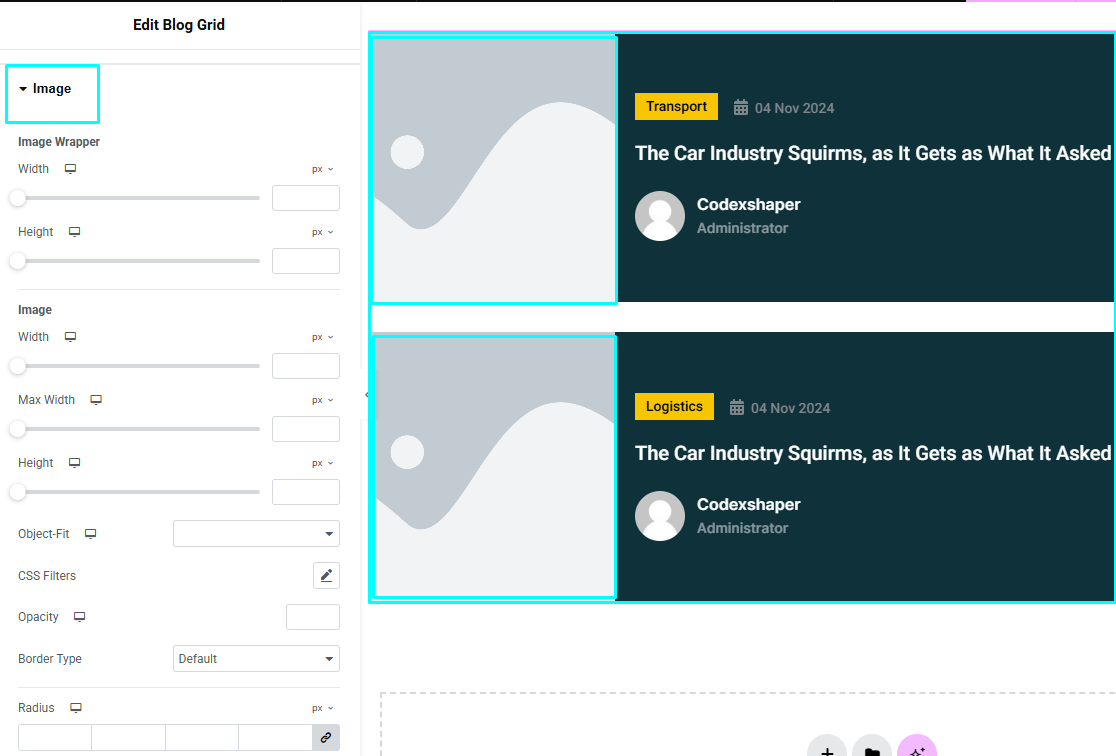 Edit Blog Grid
Image
Image Wrapper
Width px
Height px
Image
Width px
Max Width px
Height px
Object-Fit
CSS Filters
Opacity
Border Type Default
Radius px
Transport 04 Nov 2024
The Car Industry Squirms, as It Gets as What It Asked
Codexshaper
Administrator
Logistics 04 Nov 2024
The Car Industry Squirms, as It Gets as What It Asked
Codexshaper
Administrator